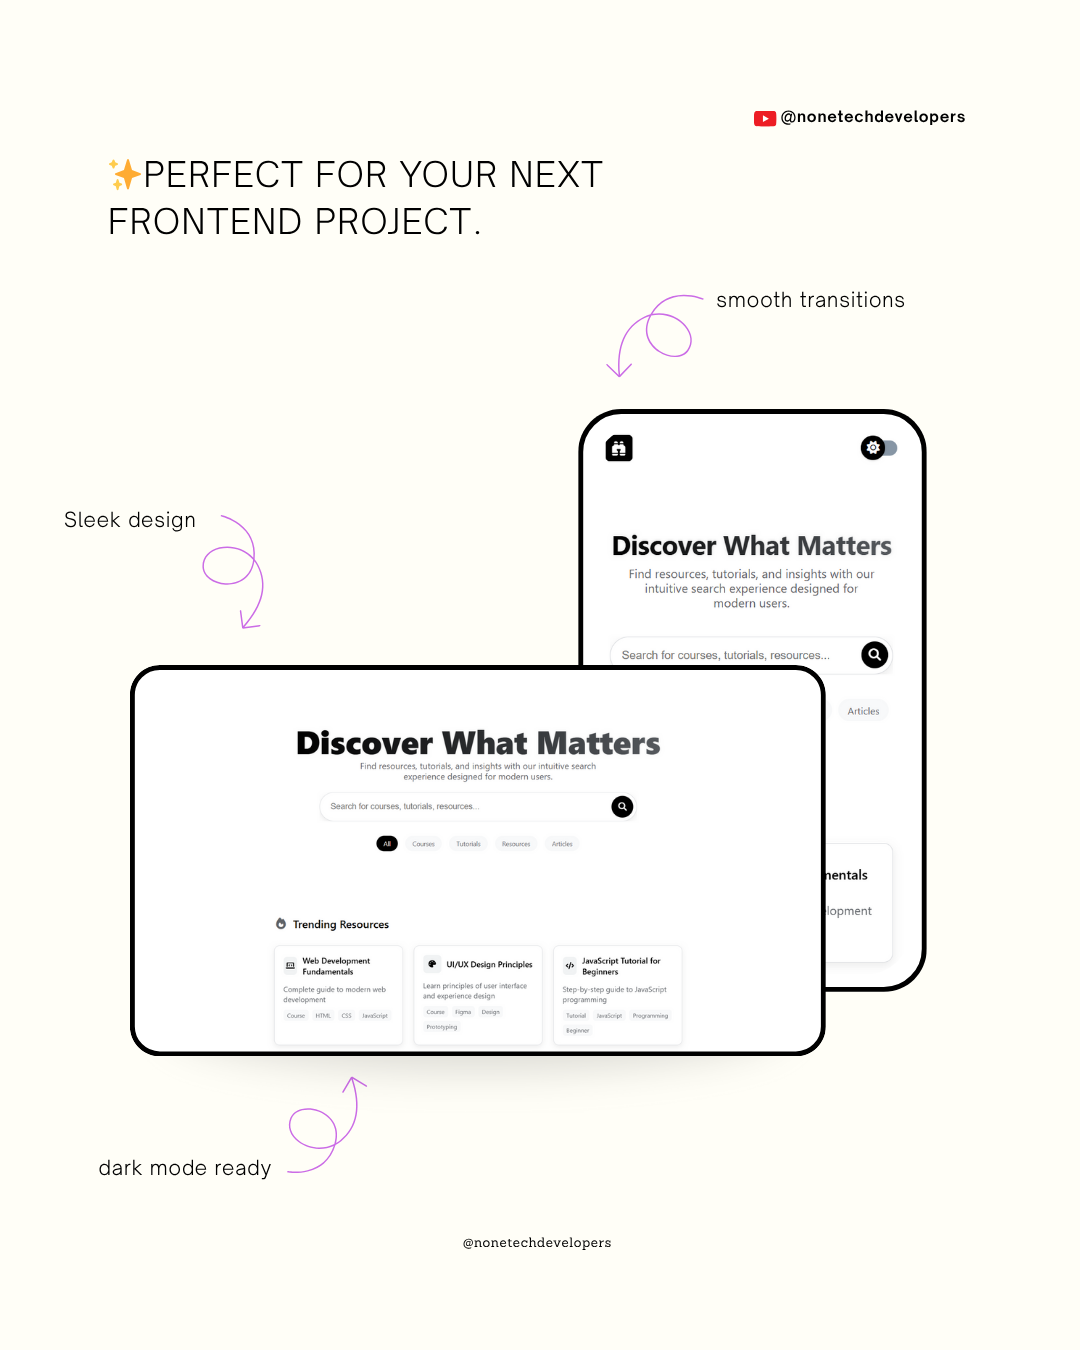 @nonetechdevelopers
✨PERFECT FOR YOUR NEXT
FRONTEND PROJECT.
smooth transitions
Sleek design
Discover What Matters
Find resources, tutorials, and insights with our
intuitive search experience designed for
modern users.
Search for courses, tutorials, resources...
Articles
mentals
lopment
Discover What Matters
Find resources, tutorials, and insights with our intuitive search
experience designed for modern users.
Search for courses, tutorials, resources...
All Courses Tutorials Resources Articles
Trending Resources
Web Development
Fundamentals
Complete guide to modern web
development
Course HTML CSS JavaScript
UI/UX Design Principles
Learn principles of user interface
and experience design
Course Figma Design
Prototyping
JavaScript Tutorial for
Beginners
Step-by-step guide to JavaScript
programming
Tutorial JavaScript Programming
Beginner
dark mode ready
@nonetechdevelopers